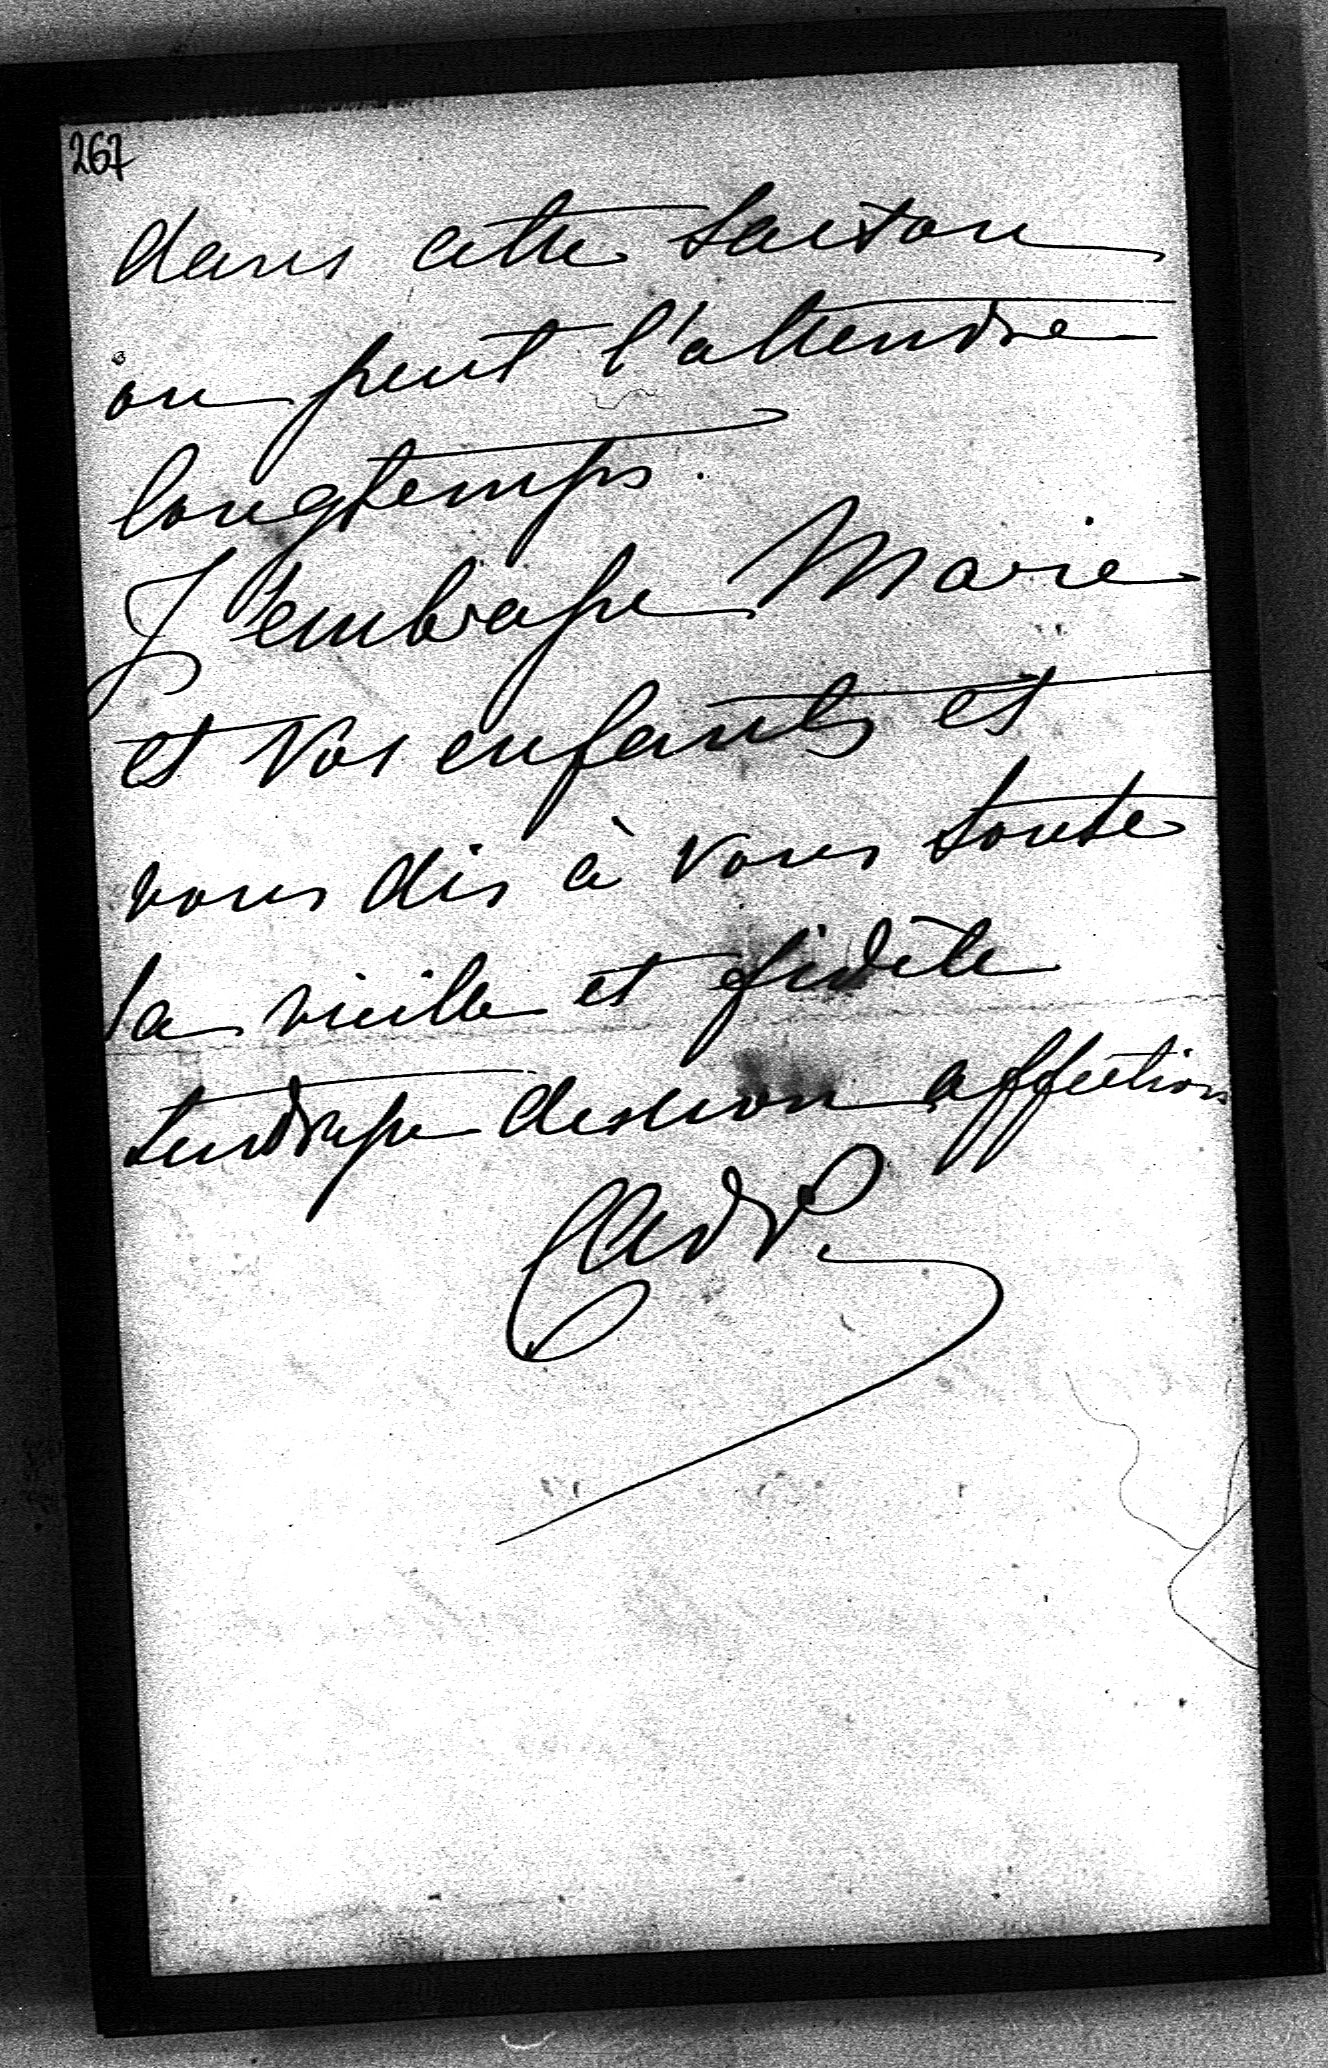 267
dans cette saison
on peut l'attendre
longtemps.
J'embrasse Marie
et vos enfants et
vous dis à vous toute
la vieille et fidèle
tendresse de mon affection